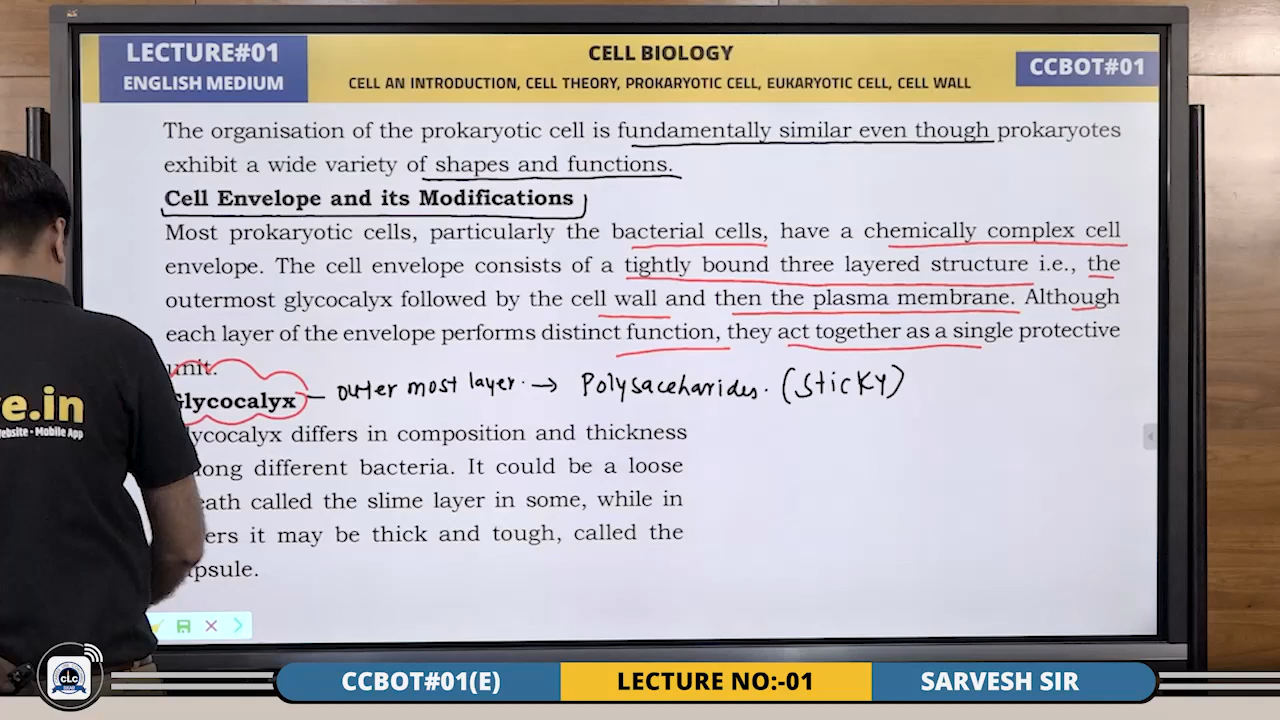 LECTURE#01
ENGLISH MEDIUM
CELL BIOLOGY
CELL AN INTRODUCTION, CELL THEORY, PROKARYOTIC CELL, EUKARYOTIC CELL, CELL WALL
CCBOT#01
The organisation of the prokaryotic cell is fundamentally similar even though prokaryotes
exhibit a wide variety of shapes and functions.
Cell Envelope and its Modifications
Most prokaryotic cells, particularly the bacterial cells, have a chemically complex cell
envelope. The cell envelope consists of a tightly bound three layered structure i.e., the
outermost glycocalyx followed by the cell wall and then the plasma membrane. Although
each layer of the envelope performs distinct function, they act together as a single protective
unit.
Glycocalyx – outer most layer. → Polysaccharides. (Sticky)
lycocalyx differs in composition and thickness
ong different bacteria. It could be a loose
eath called the slime layer in some, while in
ers it may be thick and tough, called the
psule.
e.in
ebsite • Mobile App
CLC
CCBOT#01(E)
LECTURE NO:-01
SARVESH SIR